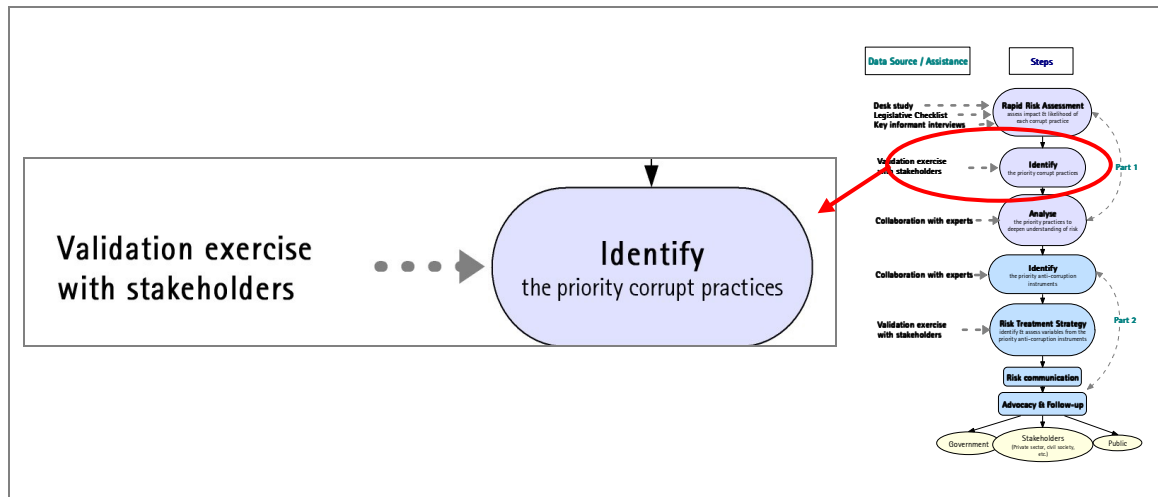 Validation exercise
with stakeholders
Identify
the priority corrupt practices
Data Source / Assistance
Steps
Desk study
Legislative Checklist
Key informant interviews
Rapid Risk Assessment
assess impact & likelihood of
each corrupt practice
Validation exercise
with stakeholders
Identify
the priority corrupt practices
Part 1
Collaboration with experts
Analyse
the priority practices to
deepen understanding of risk
Collaboration with experts
Identify
the priority anti-corruption
instruments
Part 2
Validation exercise
with stakeholders
Risk Treatment Strategy
identify & assess variables from the
priority anti-corruption instruments
Risk communication
Advocacy & Follow-up
Government
Stakeholders
(Private sector, civil society,
etc.)
Public